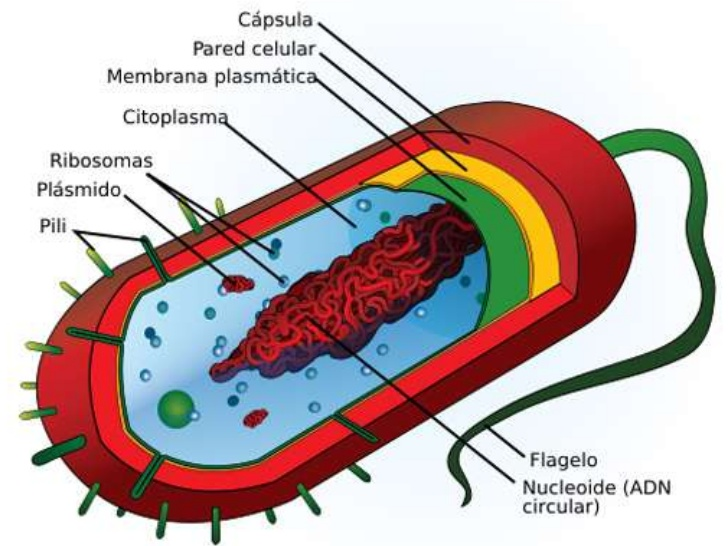 Cápsula
Pared celular
Membrana plasmática
Citoplasma
Ribosomas
Plásmido
Pili
Flagelo
Nucleoide (ADN
circular)